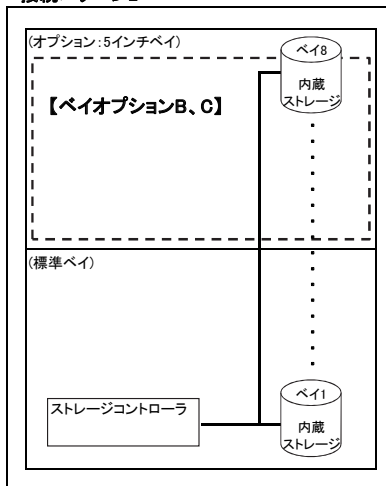 (オプション:5インチベイ)
ベイ8
内蔵
ストレージ
【ベイオプションB、C】
(標準ベイ)
ベイ1
ストレージコントローラ
内蔵
ストレージ